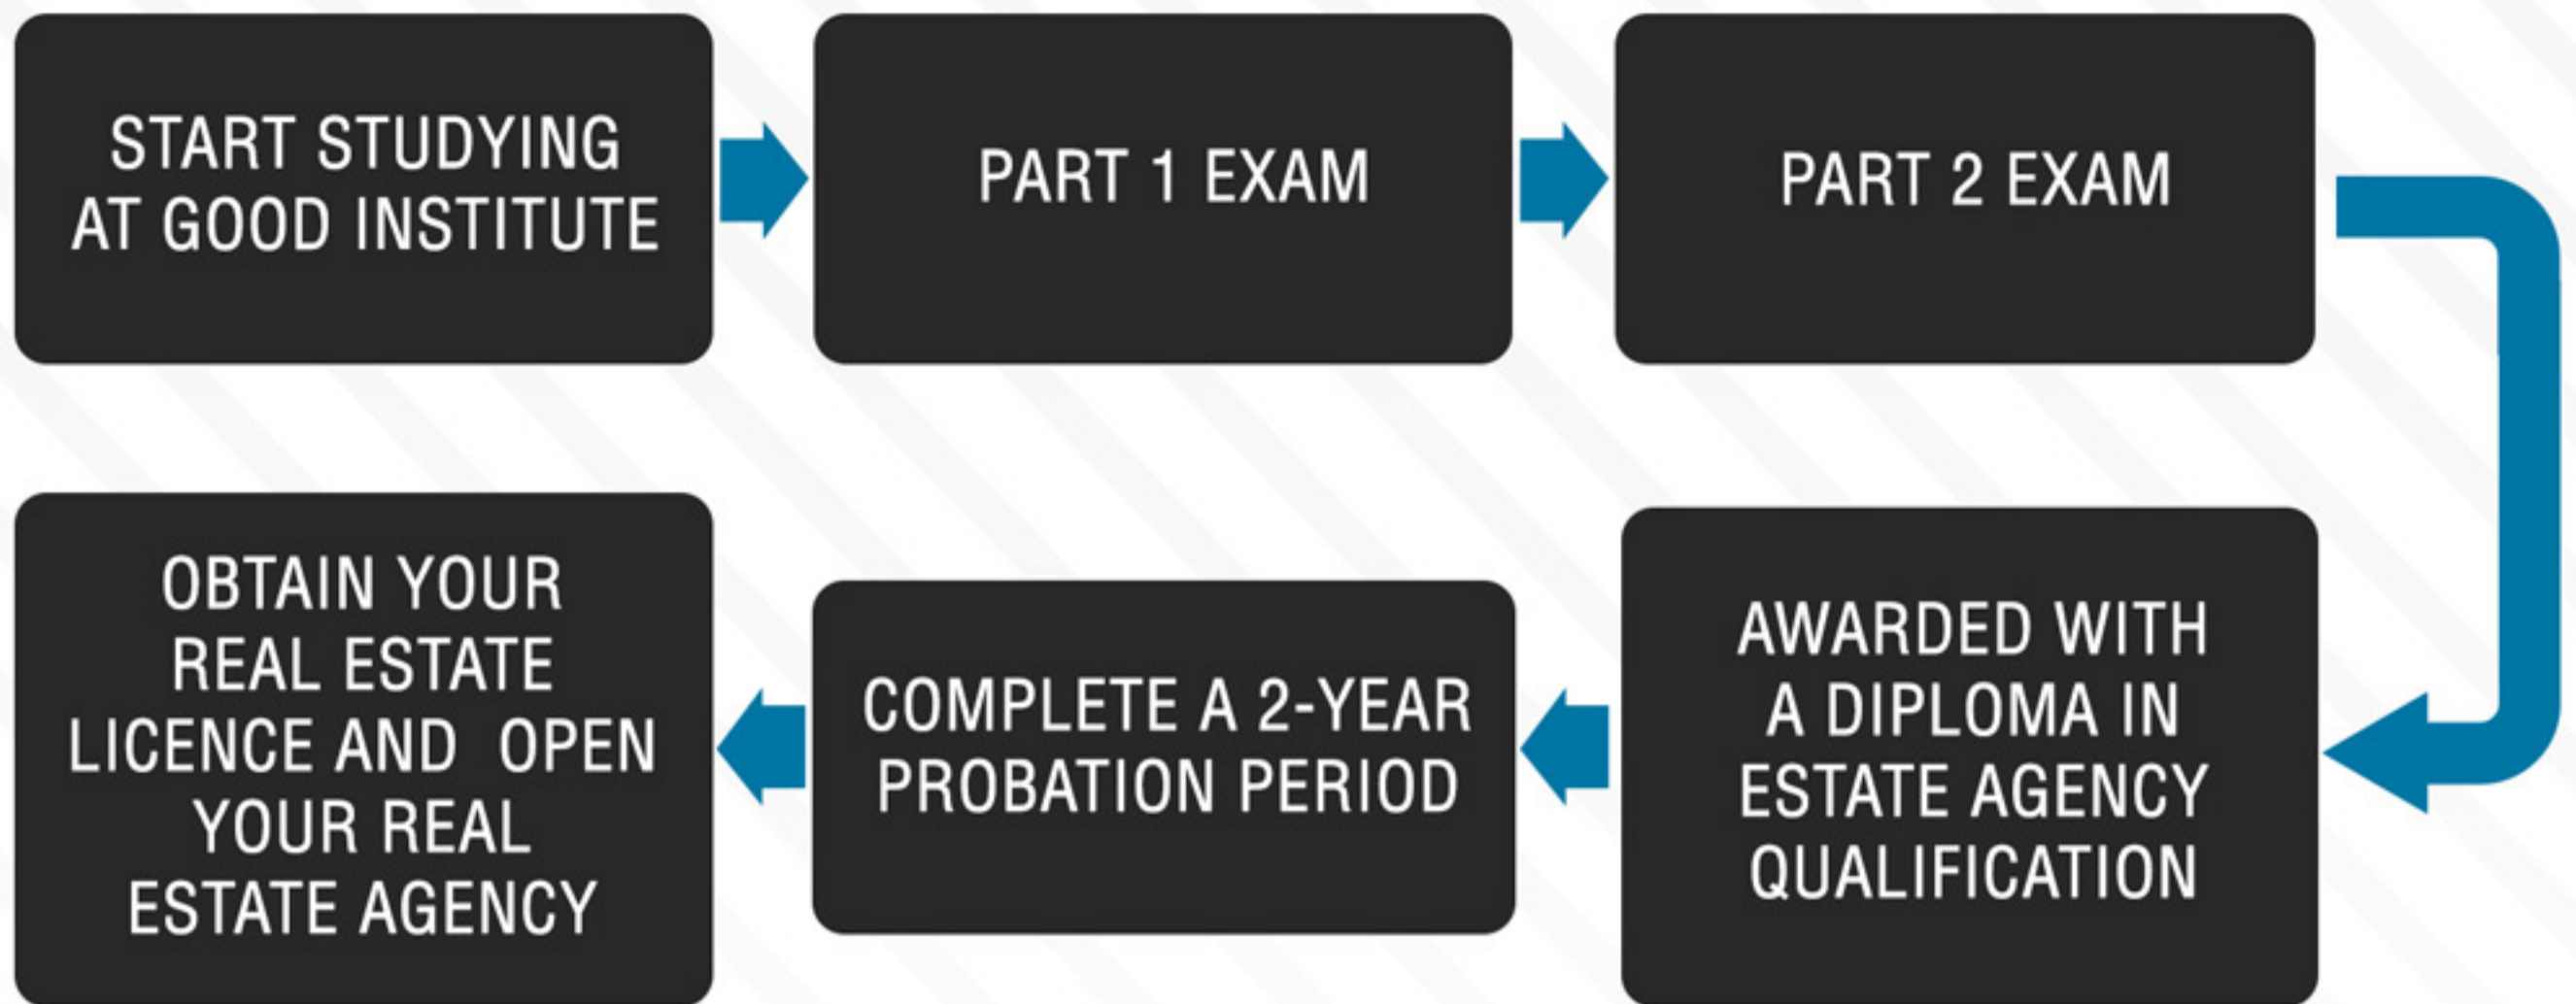 START STUDYING
AT GOOD INSTITUTE
PART 1 EXAM
PART 2 EXAM
AWARDED WITH
A DIPLOMA IN
ESTATE AGENCY
QUALIFICATION
COMPLETE A 2-YEAR
PROBATION PERIOD
OBTAIN YOUR
REAL ESTATE
LICENCE AND  OPEN
YOUR REAL
ESTATE AGENCY